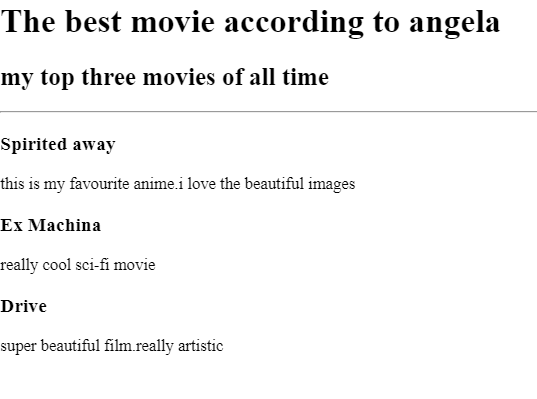 The best movie according to angela
my top three movies of all time
Spirited away
this is my favourite anime.i love the beautiful images
Ex Machina
really cool sci-fi movie
Drive
super beautiful film.really artistic